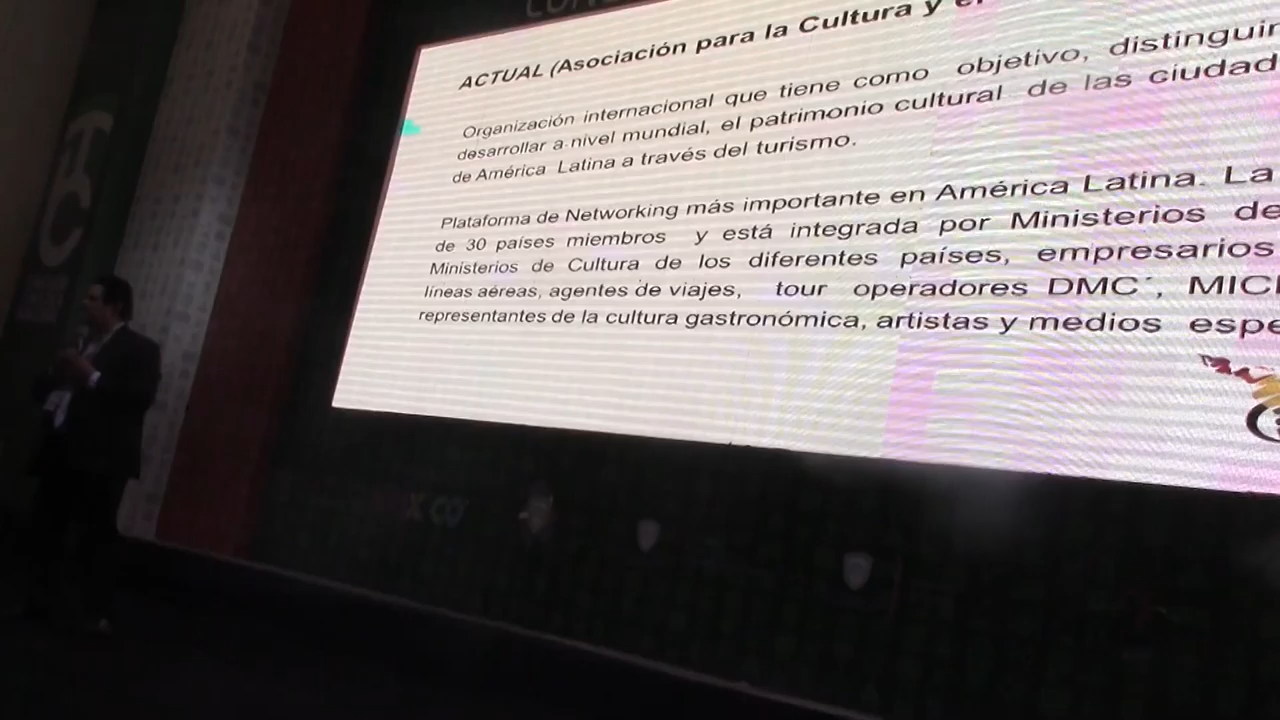 ACTUAL (Asociación para la Cultura y
Organización internacional que tiene como objetivo, distinguir
desarrollar a nivel mundial, el patrimonio cultural de las ciudad
de América Latina a través del turismo.
Plataforma de Networking más importante en América Latina. La
de 30 países miembros y está integrada por Ministerios de
Ministerios de Cultura de los diferentes países, empresarios
líneas aéreas, agentes de viajes, tour operadores DMC´, MICE
representantes de la cultura gastronómica, artistas y medios espe